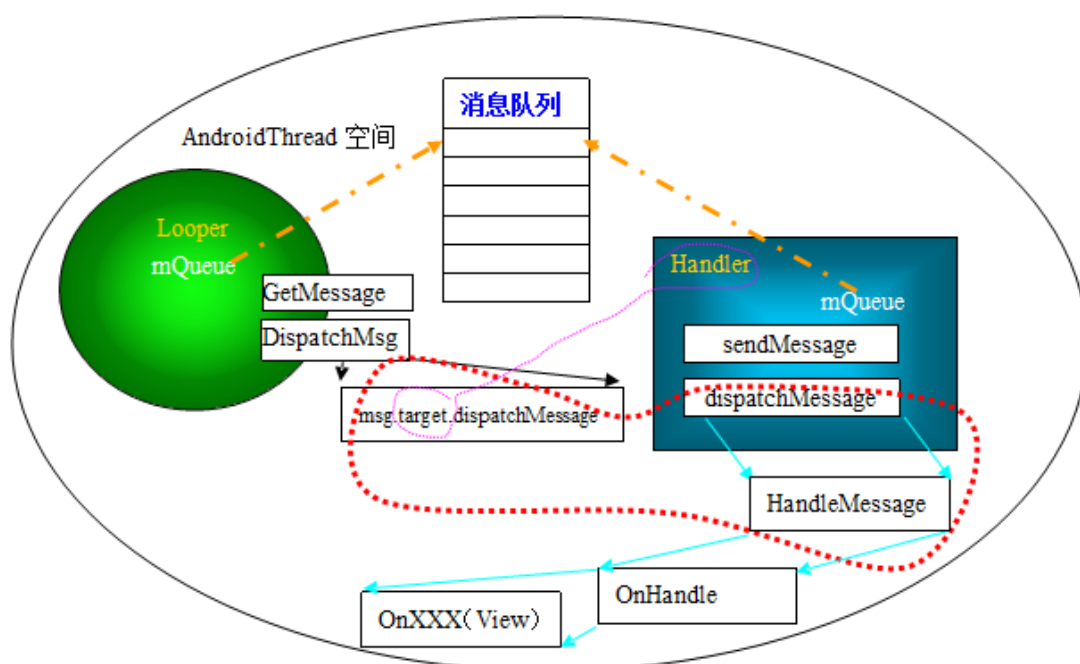 消息队列
AndroidThread 空间
Looper
mQueue
GetMessage
DispatchMsg
msg.target.dispatchMessage
Handler
mQueue
sendMessage
dispatchMessage
HandleMessage
OnHandle
OnXXX（View）